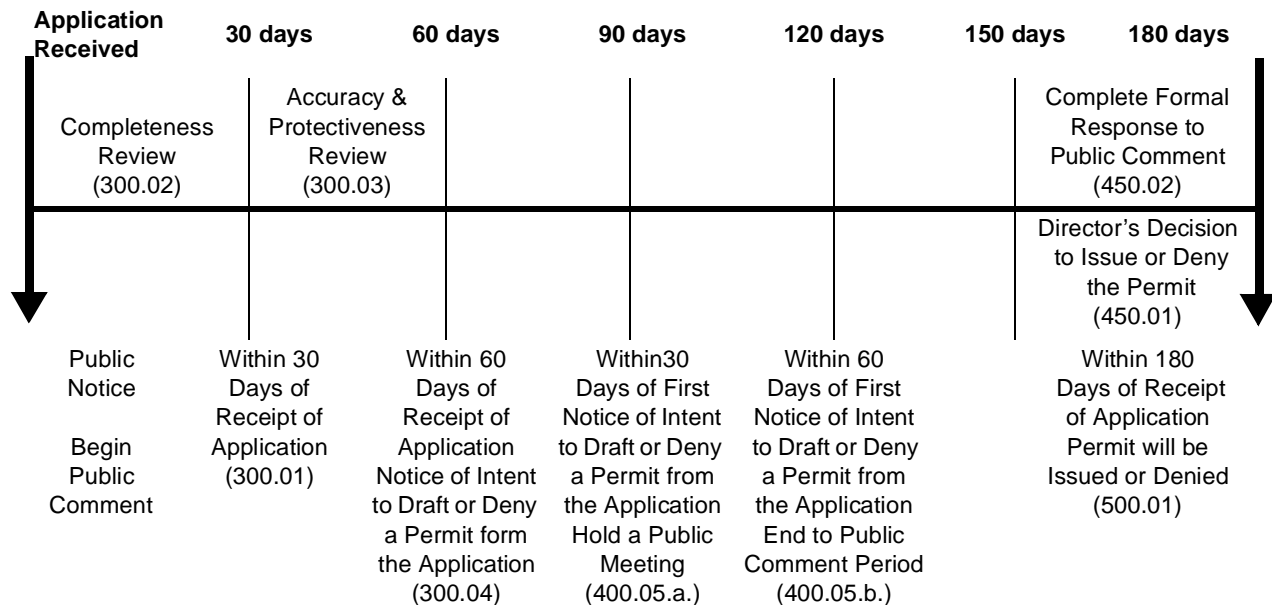 Application
Received
30 days
60 days
90 days
120 days
150 days
180 days
Completeness
Review
(300.02)
Accuracy &
Protectiveness
Review
(300.03)
Complete Formal
Response to
Public Comment
(450.02)
Director's Decision
to Issue or Deny
the Permit
(450.01)
Public
Notice
Begin
Public
Comment
Within 30
Days of
Receipt of
Application
(300.01)
Within 60
Days of
Receipt of
Application
Notice of Intent
to Draft or Deny
a Permit form
the Application
(300.04)
Within30
Days of First
Notice of Intent
to Draft or Deny
a Permit from
the Application
Hold a Public
Meeting
(400.05.a.)
Within 60
Days of First
Notice of Intent
to Draft or Deny
a Permit from
the Application
End to Public
Comment Period
(400.05.b.)
Within 180
Days of Receipt
of Application
Permit will be
Issued or Denied
(500.01)